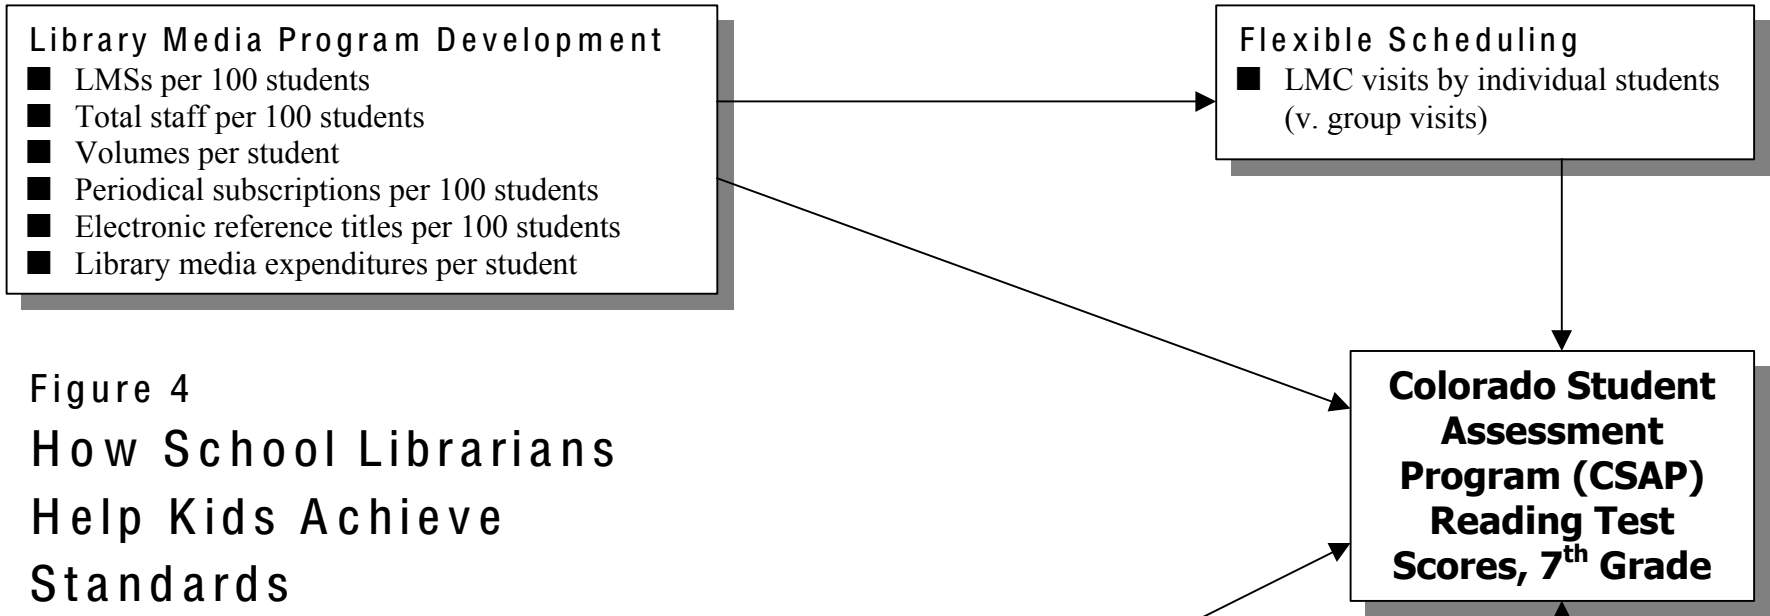 Library Media Program Development
■ LMSs per 100 students
■ Total staff per 100 students
■ Volumes per student
■ Periodical subscriptions per 100 students
■ Electronic reference titles per 100 students
■ Library media expenditures per student
Flexible Scheduling
■ LMC visits by individual students
(v. group visits)
Figure 4
How School Librarians
Help Kids Achieve
Standards
Colorado Student
Assessment
Program (CSAP)
Reading Test
Scores, 7th Grade